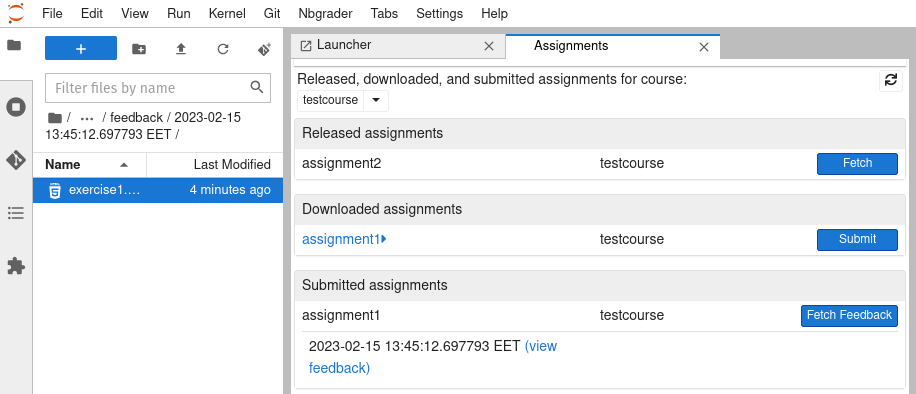 File Edit View Run Kernel Git Nbgrader Tabs Settings Help
+
Filter files by name
/ ... / feedback / 2023-02-15
13:45:12.697793 EET /
Name Last Modified
exercise1.... 4 minutes ago
Launcher Assignments
Released, downloaded, and submitted assignments for course:
testcourse
Released assignments
assignment2 testcourse Fetch
Downloaded assignments
assignment1 testcourse Submit
Submitted assignments
assignment1 testcourse Fetch Feedback
2023-02-15 13:45:12.697793 EET (view
feedback)